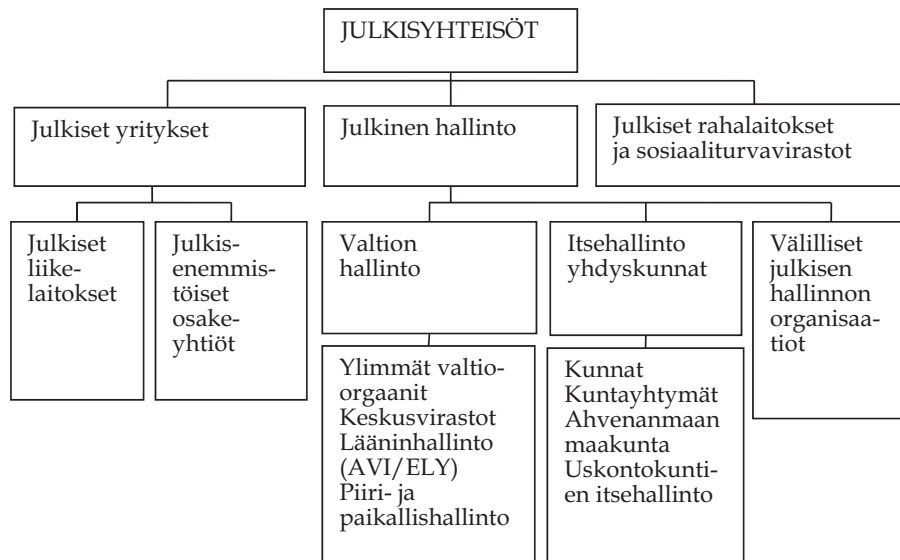 JULKISYHTEISÖT
Julkiset yritykset
Julkinen hallinto
Julkiset rahalaitokset
ja sosiaaliturvavirastot
Julkiset
liike-
laitokset
Julkis-
enemmis-
töiset
osake-
yhtiöt
Valtion
hallinto
Itsehallinto
yhdyskunnat
Välilliset
julkisen
hallinnon
organisaa-
tiot
Ylimmät valtio-
orgaanit
Keskusvirastot
Lääninhallinto
(AVI/ELY)
Piiri- ja
paikallishallinto
Kunnat
Kuntayhtymät
Ahvenanmaan
maakunta
Uskontokunti-
en itsehallinto